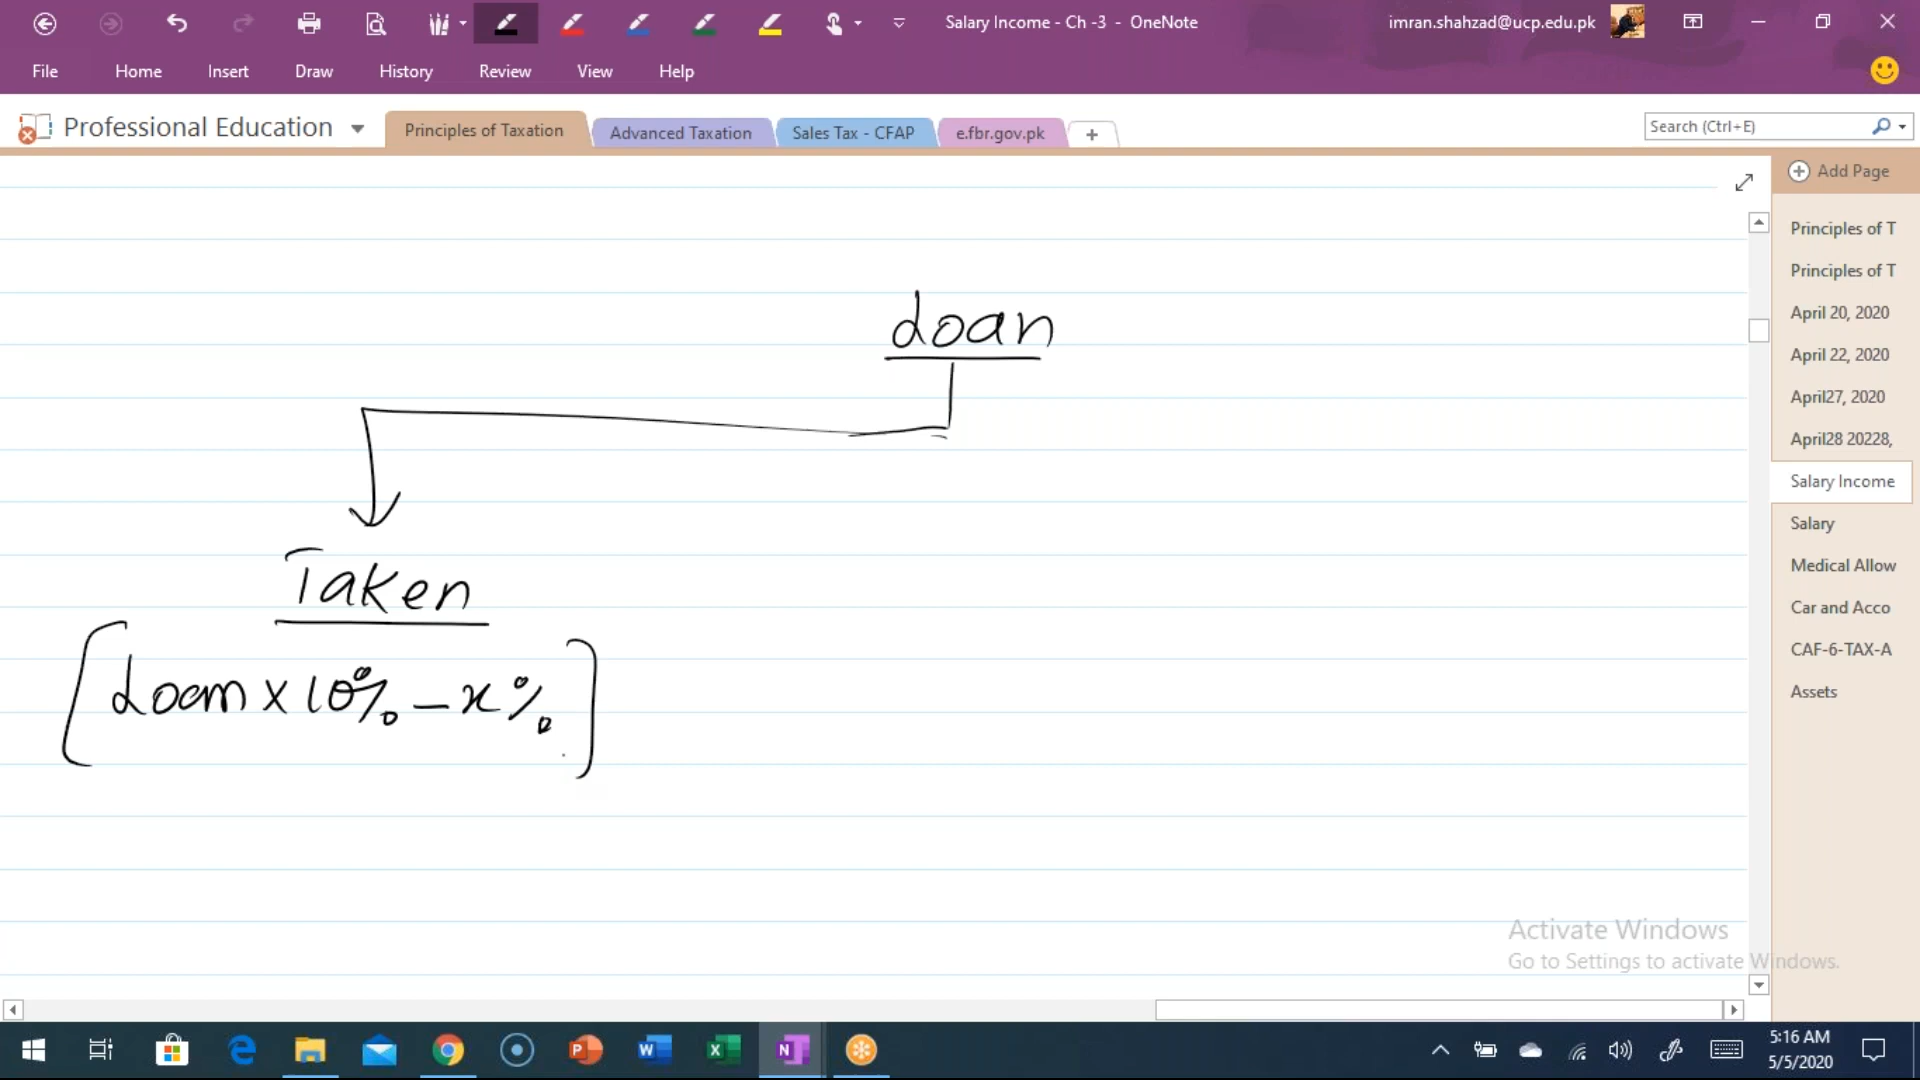 Salary Income - Ch -3 - OneNote
imran.shahzad@ucp.edu.pk
File Home Insert Draw History Review View Help
Professional Education
Principles of Taxation
Advanced Taxation
Sales Tax - CFAP
e.fbr.gov.pk
Search (Ctrl+E)
Add Page
Principles of T
Principles of T
April 20, 2020
April 22, 2020
April27, 2020
April28 20228,
Salary Income
Salary
Medical Allow
Car and Acco
CAF-6-TAX-A
Assets
Loan
Taken
[Loan x 10% - x%]
Activate Windows
Go to Settings to activate Windows.
5:16 AM
5/5/2020